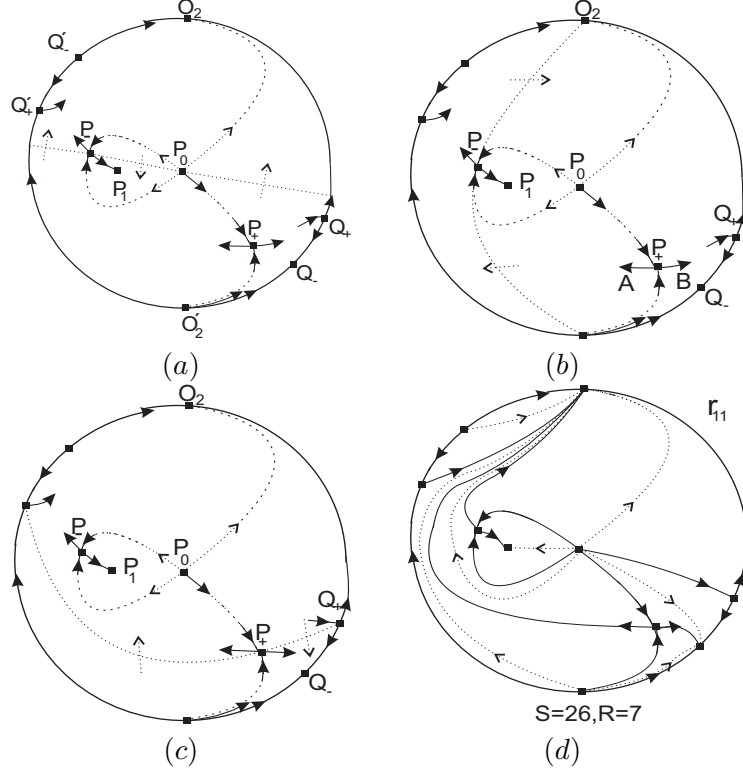 O₂
Q'₋
Q'₊
P₋
P₀
P₁
Q₊
P₊
Q₋
O'₂
(a)
O₂
P₋
P₀
P₁
Q₊
P₊
A
B
Q₋
(b)
O₂
P₋
P₀
P₁
Q₊
P₊
Q₋
(c)
r₁₁
S=26,R=7
(d)